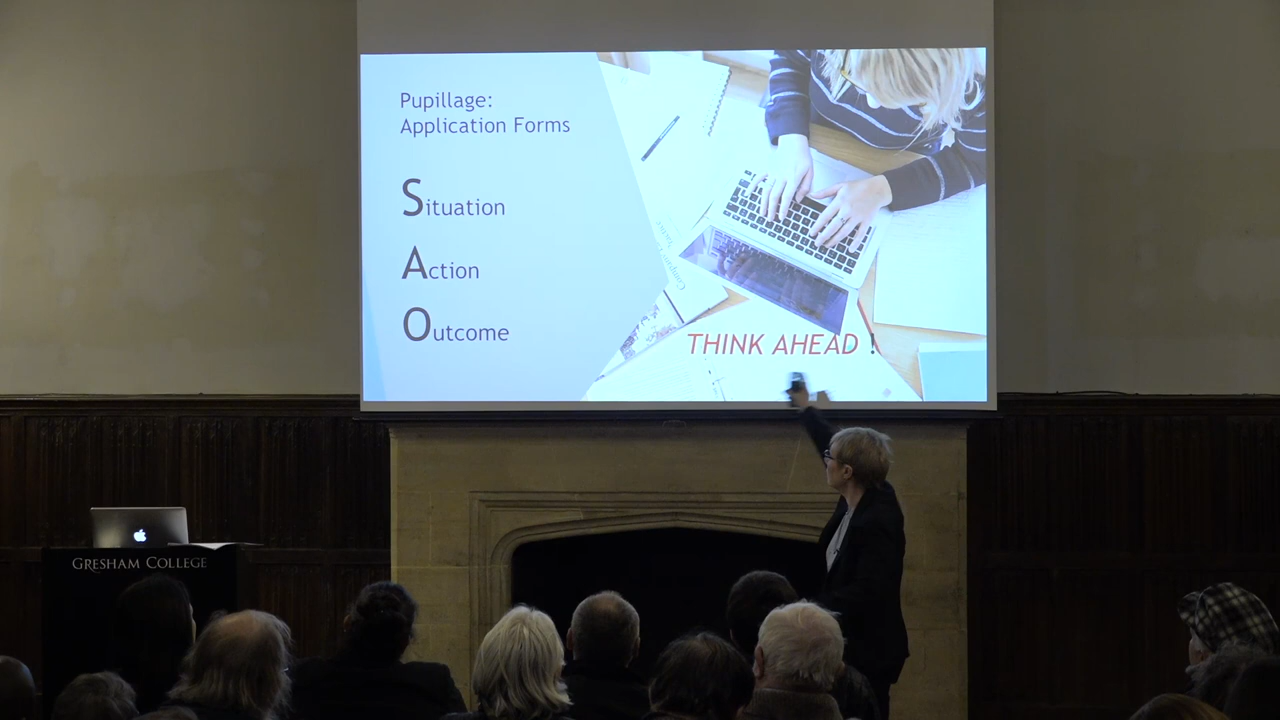 Pupillage:
Application Forms
Situation
Action
Outcome
THINK AHEAD !
GRESHAM COLLEGE